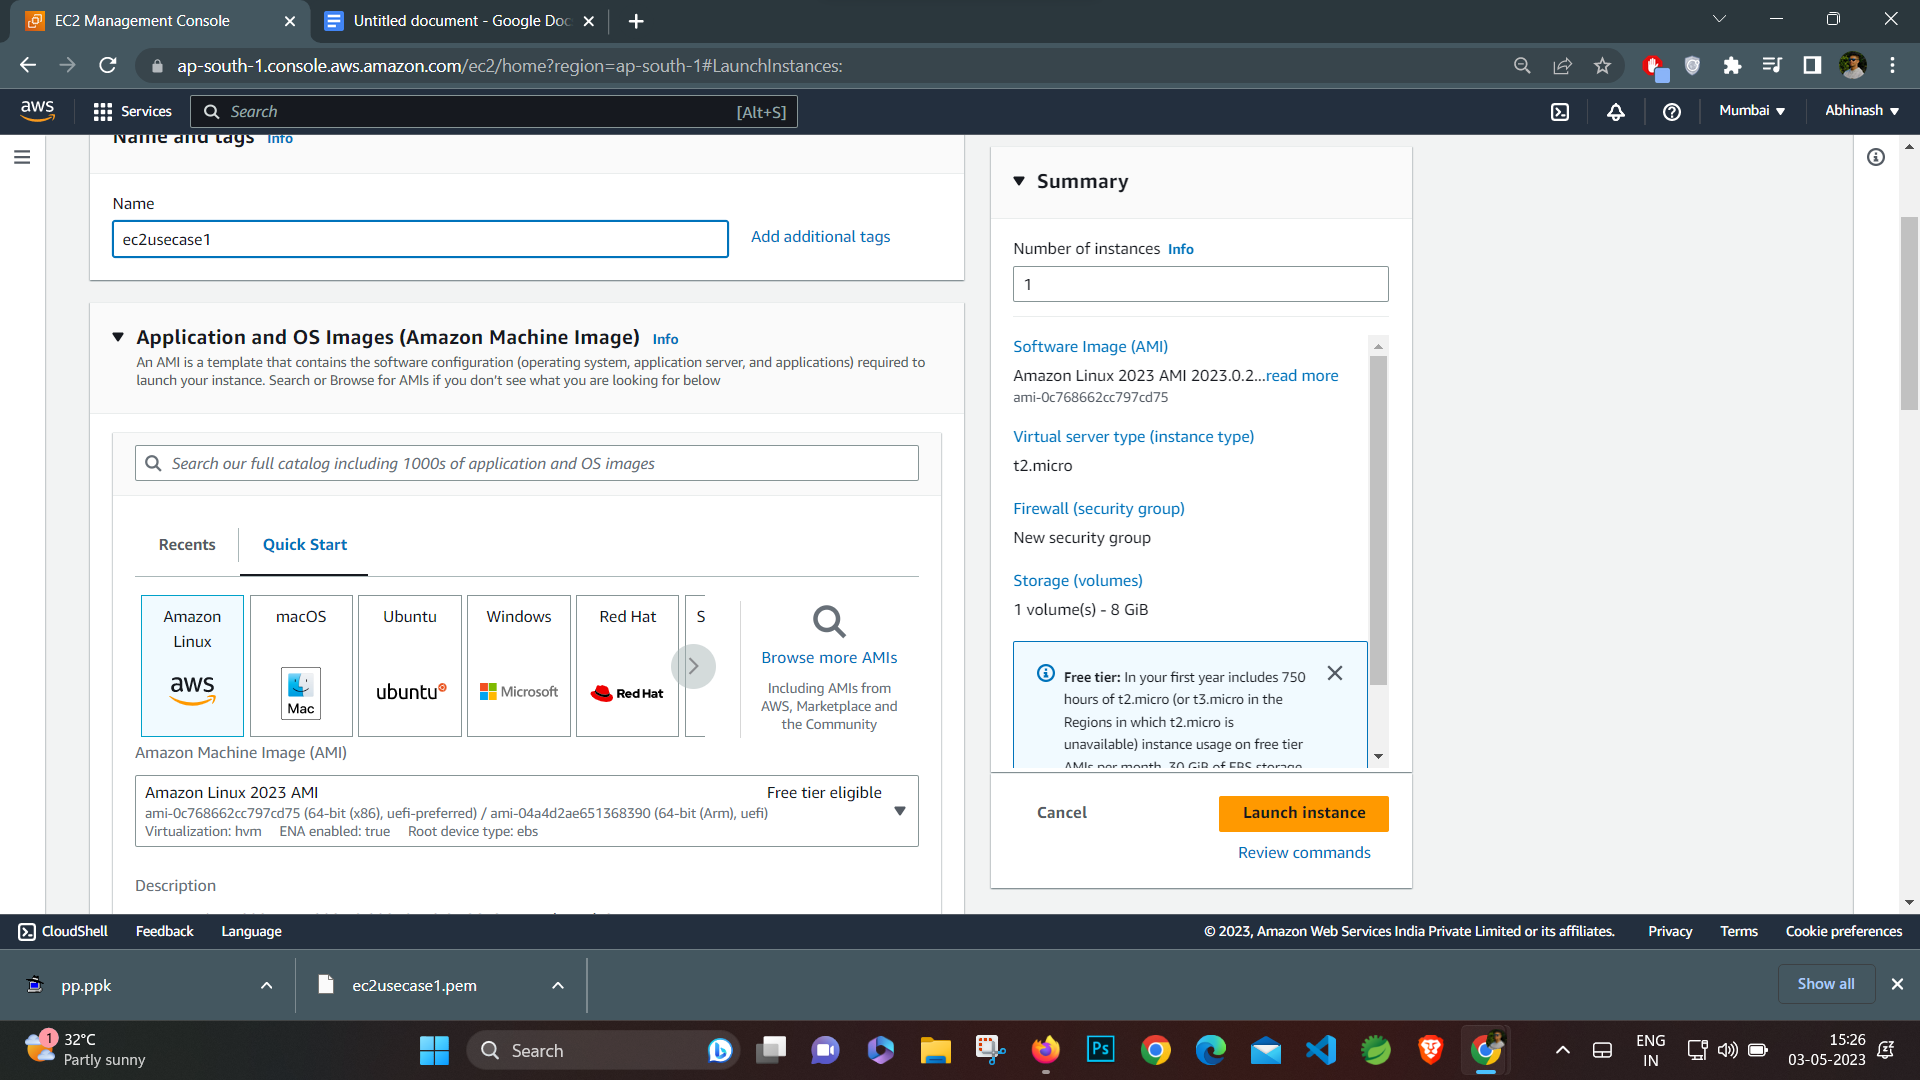 EC2 Management Console
Untitled document - Google Doc
ap-south-1.console.aws.amazon.com/ec2/home?region=ap-south-1#LaunchInstances:
aws
Services
Search
[Alt+S]
Mumbai
Abhinash
Name and tags Info
Name
ec2usecase1
Add additional tags
Application and OS Images (Amazon Machine Image) Info
An AMI is a template that contains the software configuration (operating system, application server, and applications) required to
launch your instance. Search or Browse for AMIs if you don't see what you are looking for below
Search our full catalog including 1000s of application and OS images
Recents
Quick Start
Amazon
Linux
aws
macOS
Mac
Ubuntu
ubuntu
Windows
Microsoft
Red Hat
Red Hat
S
Browse more AMIs
Including AMIs from
AWS, Marketplace and
the Community
Amazon Machine Image (AMI)
Amazon Linux 2023 AMI
Free tier eligible
ami-0c768662cc797cd75 (64-bit (x86), uefi-preferred) / ami-04a4d2ae651368390 (64-bit (Arm), uefi)
Virtualization: hvm ENA enabled: true Root device type: ebs
Description
Summary
Number of instances Info
1
Software Image (AMI)
Amazon Linux 2023 AMI 2023.0.2...read more
ami-0c768662cc797cd75
Virtual server type (instance type)
t2.micro
Firewall (security group)
New security group
Storage (volumes)
1 volume(s) - 8 GiB
Free tier: In your first year includes 750
hours of t2.micro (or t3.micro in the
Regions in which t2.micro is
unavailable) instance usage on free tier
AMIs per month, 30 GiB of EBS storage,
Cancel
Launch instance
Review commands
CloudShell
Feedback
Language
© 2023, Amazon Web Services India Private Limited or its affiliates.
Privacy
Terms
Cookie preferences
pp.ppk
ec2usecase1.pem
Show all
1
32°C
Partly sunny
Search
Ps
ENG
IN
15:26
03-05-2023